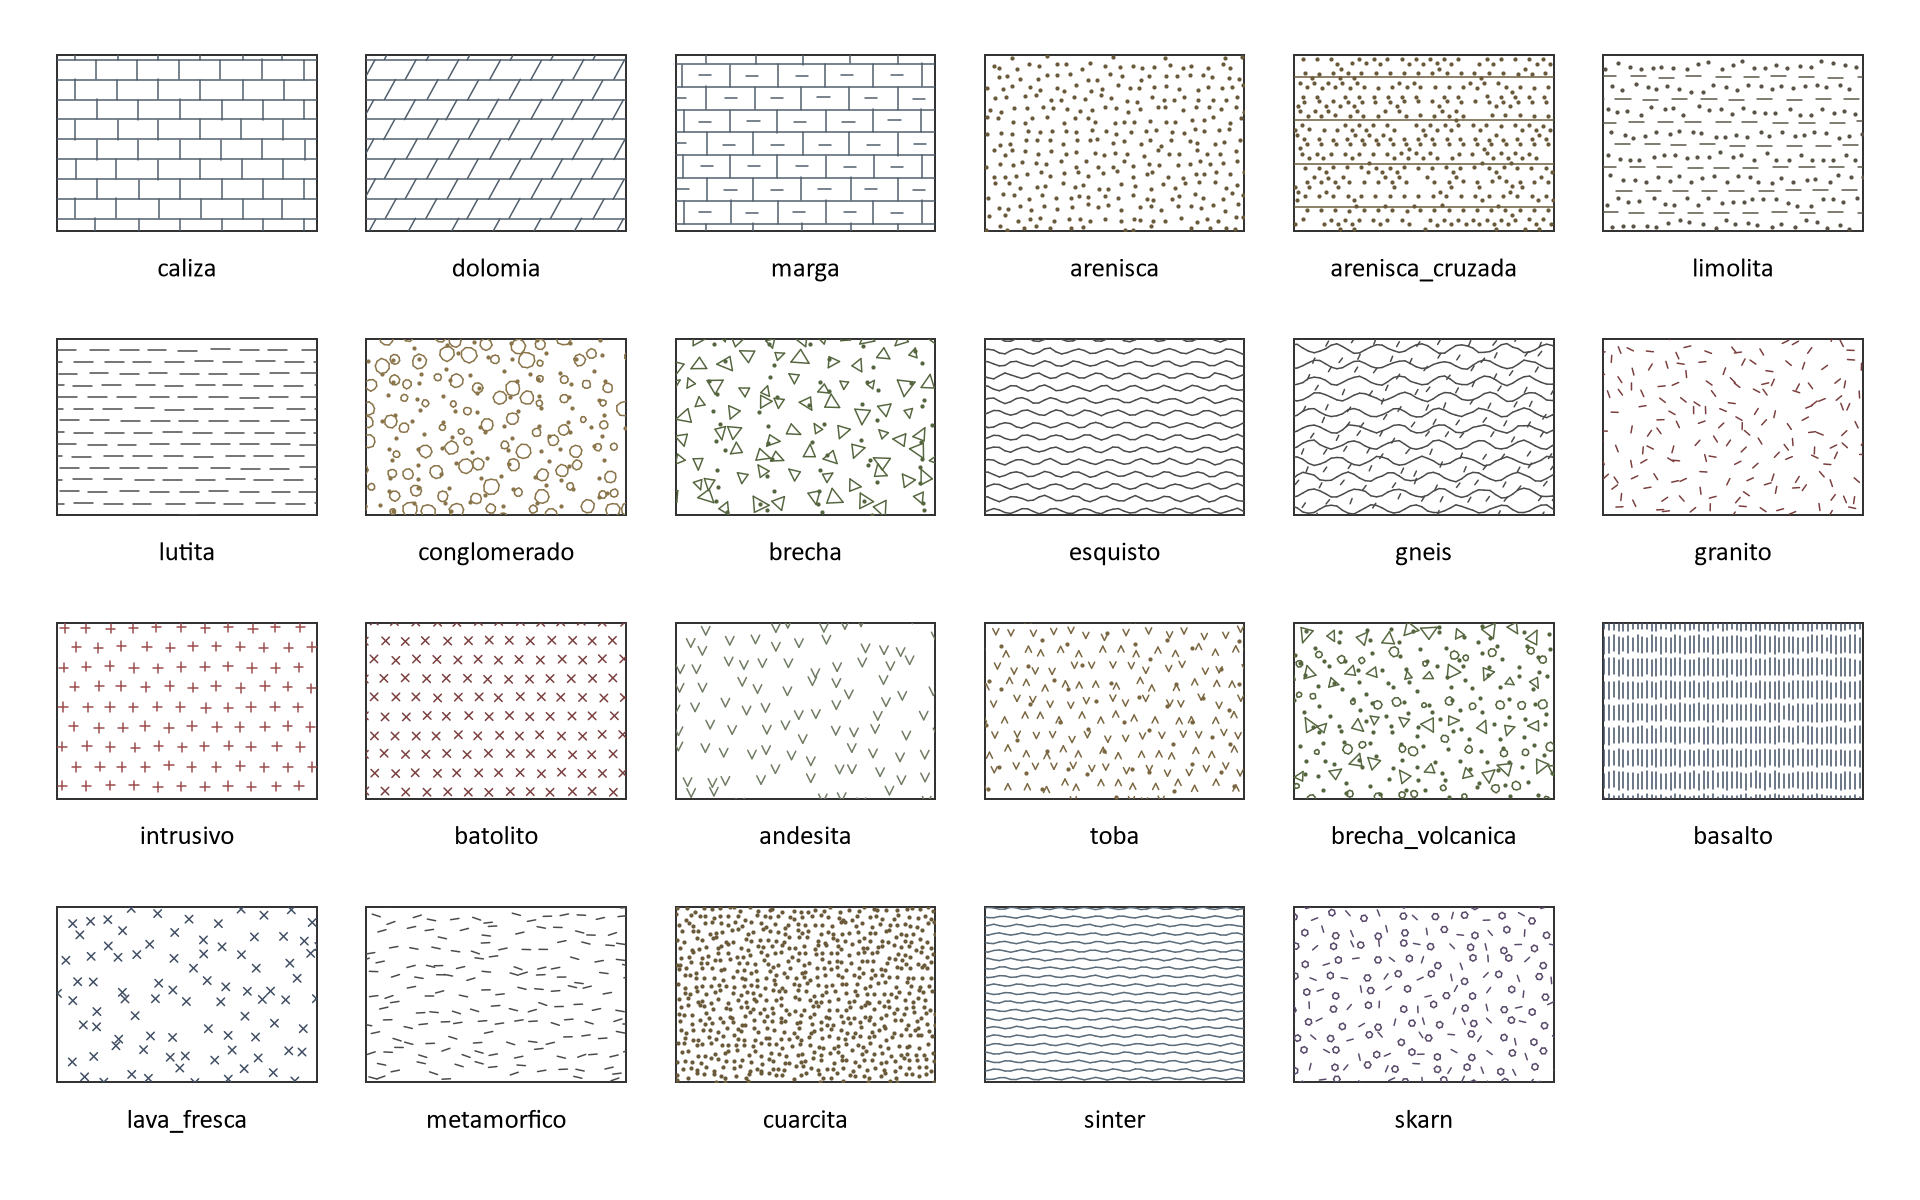 caliza
dolomia
marga
arenisca
arenisca_cruzada
limolita
lutita
conglomerado
brecha
esquisto
gneis
granito
intrusivo
batolito
andesita
toba
brecha_volcanica
basalto
lava_fresca
metamorfico
cuarcita
sinter
skarn